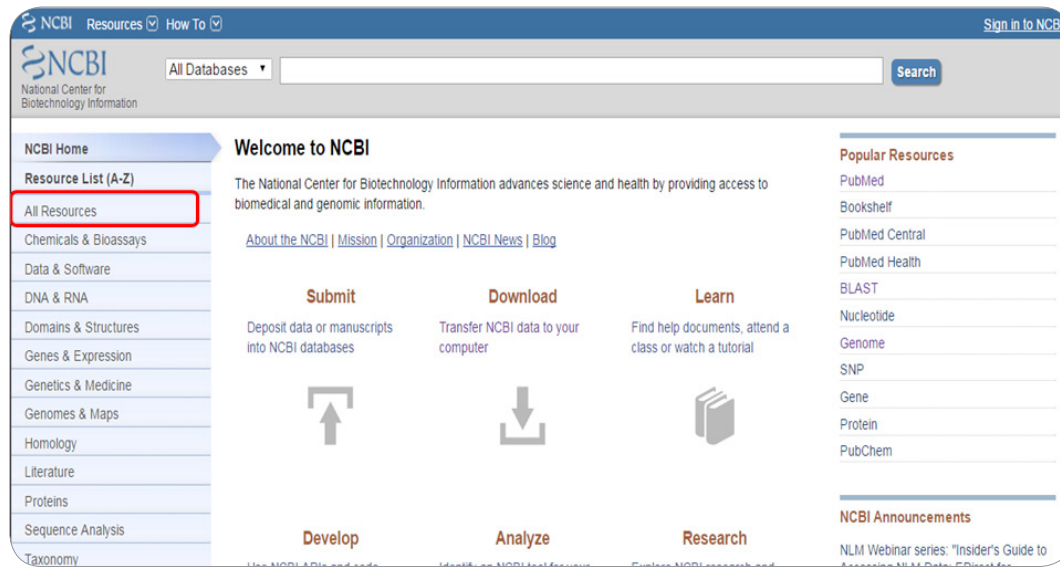 NCBI Resources How To
Sign in to NCB
NCBI
National Center for
Biotechnology Information
All Databases
Search
NCBI Home
Resource List (A-Z)
All Resources
Chemicals & Bioassays
Data & Software
DNA & RNA
Domains & Structures
Genes & Expression
Genetics & Medicine
Genomes & Maps
Homology
Literature
Proteins
Sequence Analysis
Taxonomy
Welcome to NCBI
The National Center for Biotechnology Information advances science and health by providing access to
biomedical and genomic information.
About the NCBI | Mission | Organization | NCBI News | Blog
Submit
Deposit data or manuscripts
into NCBI databases
Download
Transfer NCBI data to your
computer
Learn
Find help documents, attend a
class or watch a tutorial
Develop
Analyze
Research
Popular Resources
PubMed
Bookshelf
PubMed Central
PubMed Health
BLAST
Nucleotide
Genome
SNP
Gene
Protein
PubChem
NCBI Announcements
NLM Webinar series: "Insider's Guide to